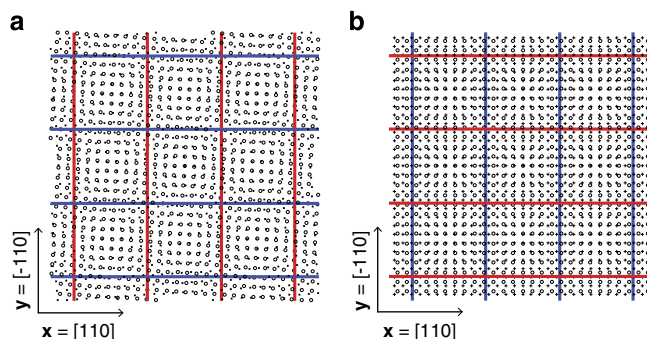 a
b
y = [-110]
x = [110]
y = [-110]
x = [110]